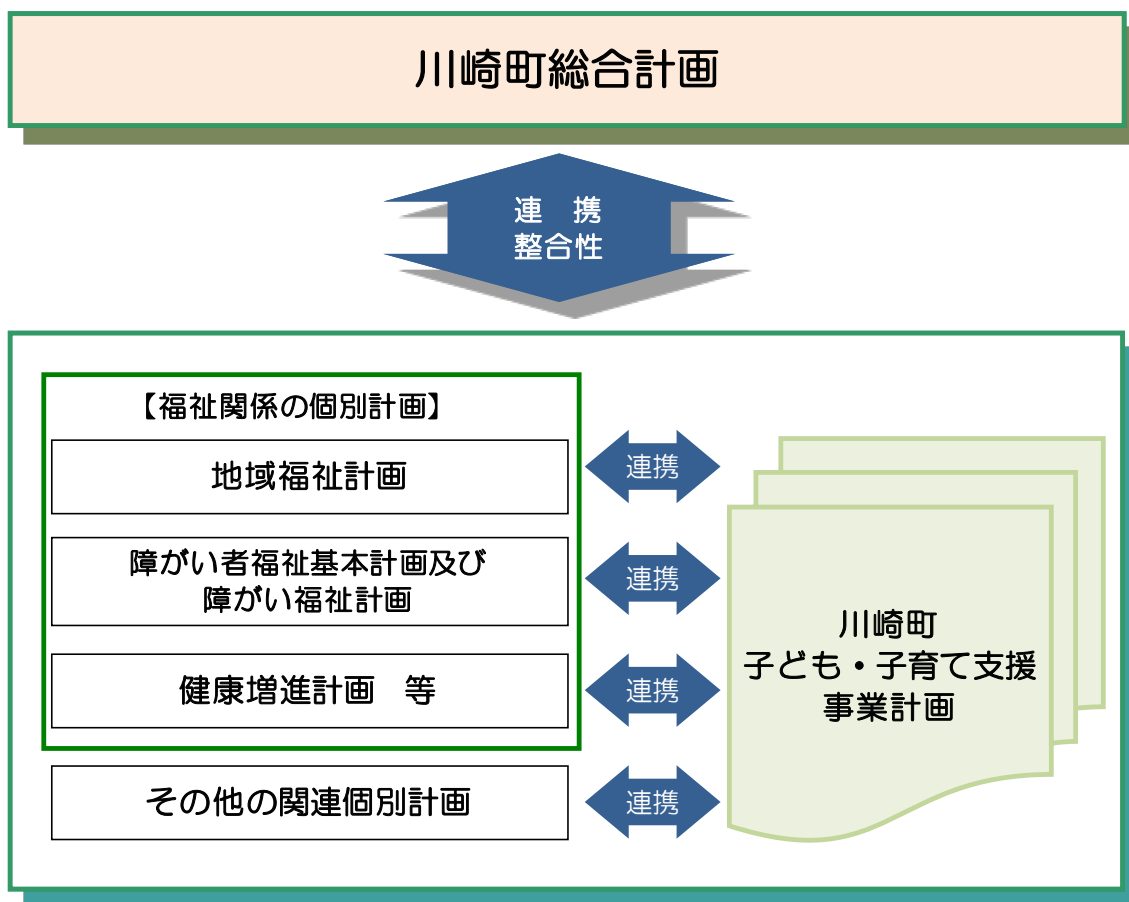 川崎町総合計画
連　携
整合性
【福祉関係の個別計画】
地域福祉計画
連携
障がい者福祉基本計画及び
障がい福祉計画
連携
健康増進計画　等
連携
その他の関連個別計画
連携
川崎町
子ども・子育て支援
事業計画